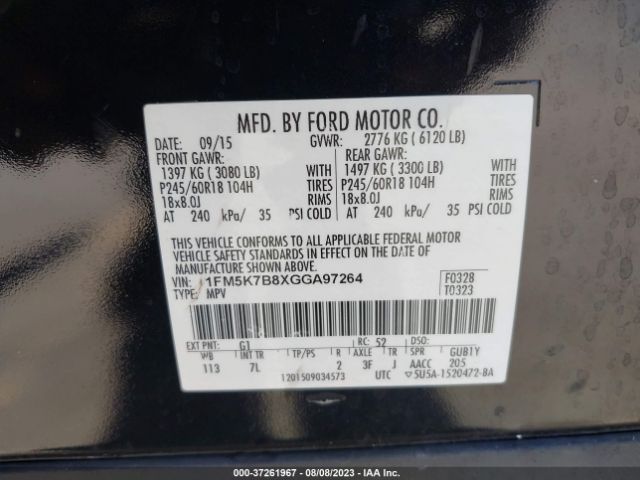 MFD. BY FORD MOTOR CO.
DATE: 09/15 GVWR: 2776 KG ( 6120 LB)
FRONT GAWR: REAR GAWR:
1397 KG ( 3080 LB) WITH 1497 KG ( 3300 LB) WITH
P245/60R18 104H TIRES P245/60R18 104H TIRES
18x8.0J RIMS 18x8.0J RIMS
AT 240 kPa/ 35 PSI COLD AT 240 kPa/ 35 PSI COLD
THIS VEHICLE CONFORMS TO ALL APPLICABLE FEDERAL MOTOR
VEHICLE SAFETY STANDARDS IN EFFECT ON THE DATE OF
MANUFACTURE SHOWN ABOVE.
VIN: 1FM5K7B8XGGA97264 F0328
TYPE: MPV T0323
EXT PNT: G1 RC: 52 DSO:
WB INT TR TP/PS R AXLE TR SPR GUB1Y
113 7L 2 3F J AACC 205
1201509034573 UTC 5U5A-1520472-BA
000-37261967 - 08/08/2023 - IAA Inc.